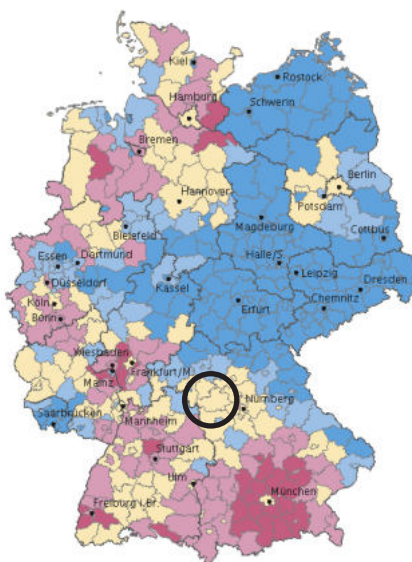 Kiel
Rostock
Hamburg
Schwerin
Bremen
Hannover
Berlin
Potsdam
Bielefeld
Magdeburg
Cottbus
Essen
Dortmund
Halle/S.
Düsseldorf
Kassel
Leipzig
Dresden
Köln
Erfurt
Chemnitz
Bonn
Wiesbaden
Frankfurt/M.
Mainz
Nürnberg
Saarbrücken
Mannheim
Stuttgart
Ulm
München
Freiburg i.Br.